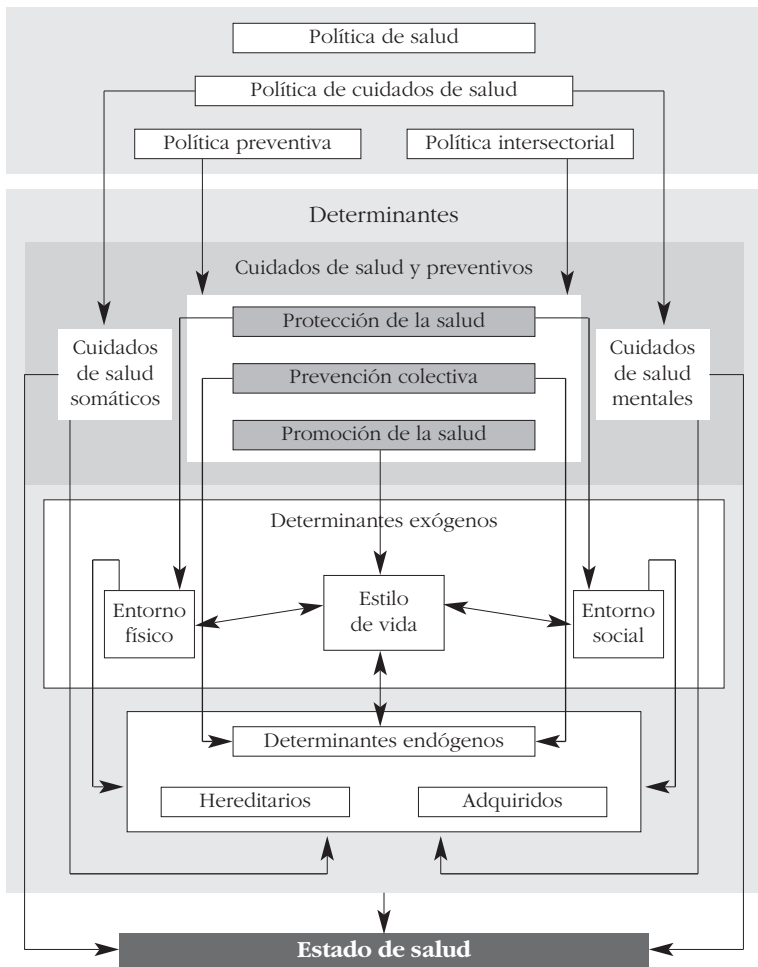 Política de salud
Política de cuidados de salud
Política preventiva
Política intersectorial
Determinantes
Cuidados de salud y preventivos
Protección de la salud
Prevención colectiva
Promoción de la salud
Cuidados
de salud
somáticos
Cuidados
de salud
mentales
Determinantes exógenos
Entorno
físico
Estilo
de vida
Entorno
social
Determinantes endógenos
Hereditarios
Adquiridos
Estado de salud